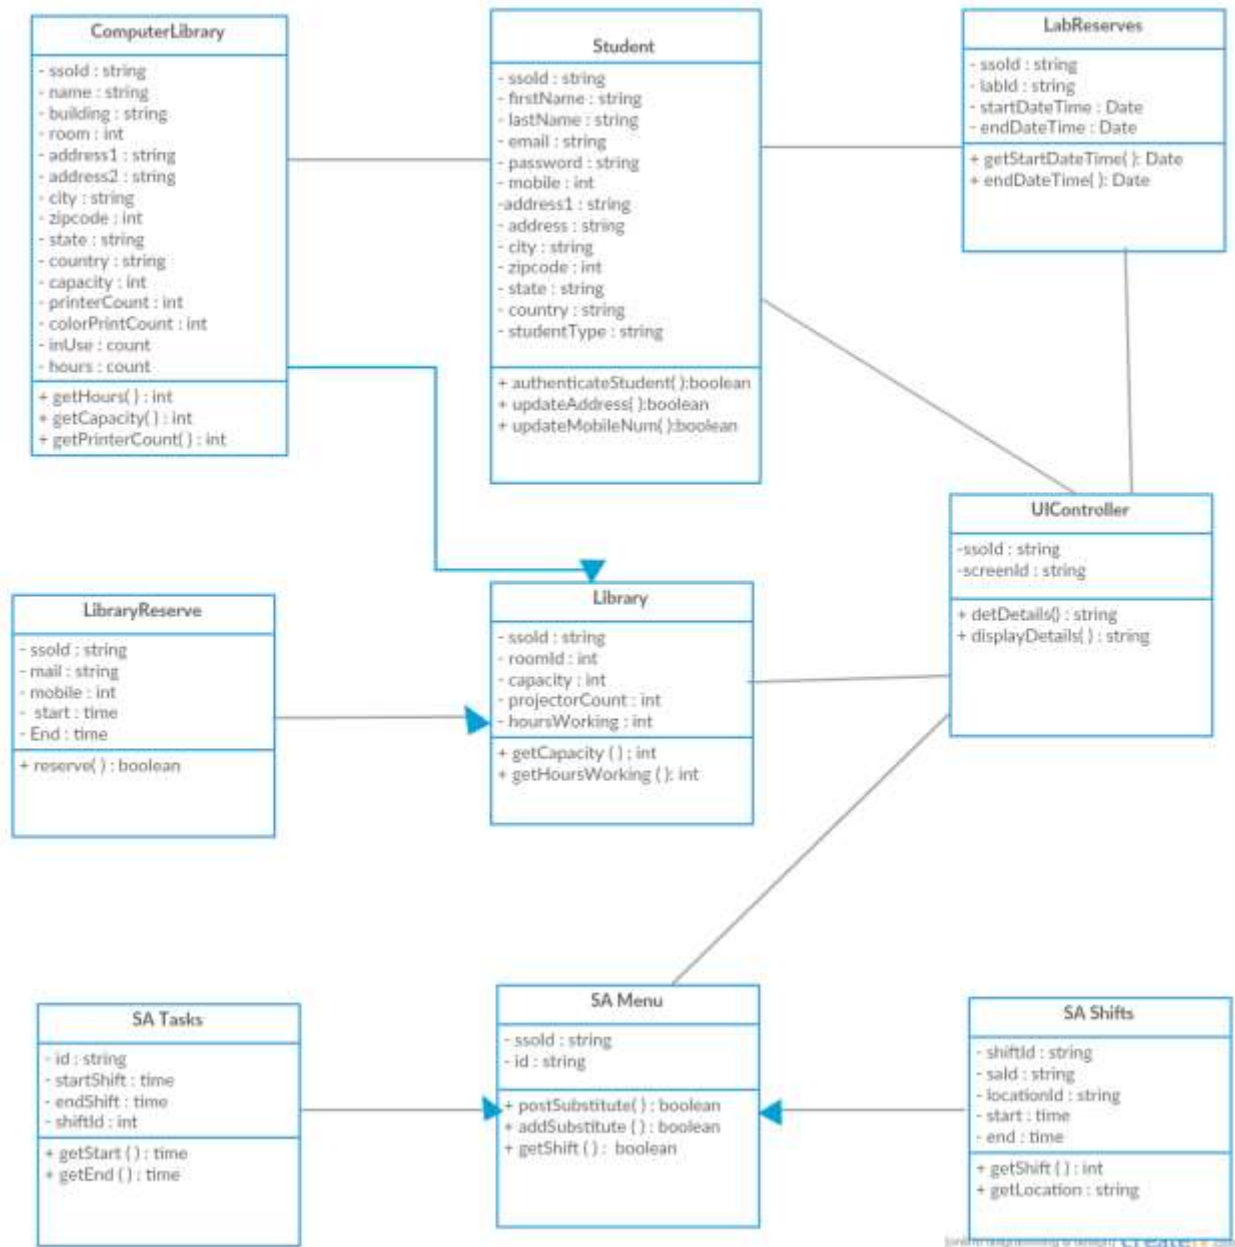 ComputerLibrary
- ssoId : string
- name : string
- building : string
- room : int
- address1 : string
- address2 : string
- city : string
- zipcode : int
- state : string
- country : string
- capacity : int
- printerCount : int
- colorPrintCount : int
- inUse : count
- hours : count
+ getHours( ) : int
+ getCapacity( ) : int
+ getPrinterCount( ) : int
Student
- ssoId : string
- firstName : string
- lastName : string
- email : string
- password : string
- mobile : int
-address1 : string
- address : string
- city : string
- zipcode : int
- state : string
- country : string
- studentType : string
+ authenticateStudent( ):boolean
+ updateAddress( ):boolean
+ updateMobileNum( ):boolean
LabReserves
- ssoId : string
- labId : string
- startDateTime : Date
- endDateTime : Date
+ getStartDateTime( ): Date
+ endDateTime( ): Date
UIController
-ssoId : string
-screenId : string
+ detDetails() : string
+ displayDetails( ) : string
LibraryReserve
- ssoId : string
- mail : string
- mobile : int
- start : time
- End : time
+ reserve( ) : boolean
Library
- ssoId : string
- roomId : int
- capacity : int
- projectorCount : int
- hoursWorking : int
+ getCapacity ( ) ; int
+ getHoursWorking ( ): int
SA Tasks
- id : string
- startShift : time
- endShift : time
- shiftId : int
+ getStart ( ) : time
+ getEnd ( ) : time
SA Menu
- ssoId : string
- id : string
+ postSubstitute( ) : boolean
+ addSubstitute ( ) : boolean
+ getShift ( ) : boolean
SA Shifts
- shiftId : string
- saId : string
- locationId : string
- start : time
- end : time
+ getShift ( ) : int
+ getLocation : string